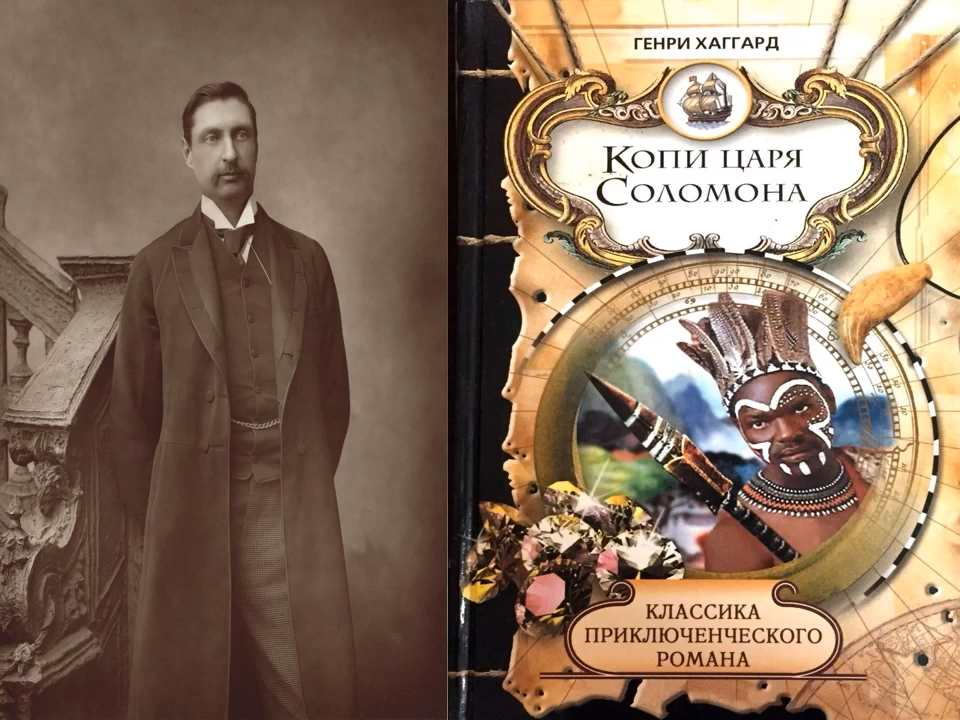 ГЕНРИ ХАГГАРД
КОПИ ЦАРЯ
СОЛОМОНА
КЛАССИКА
ПРИКЛЮЧЕНЧЕСКОГО
РОМАНА